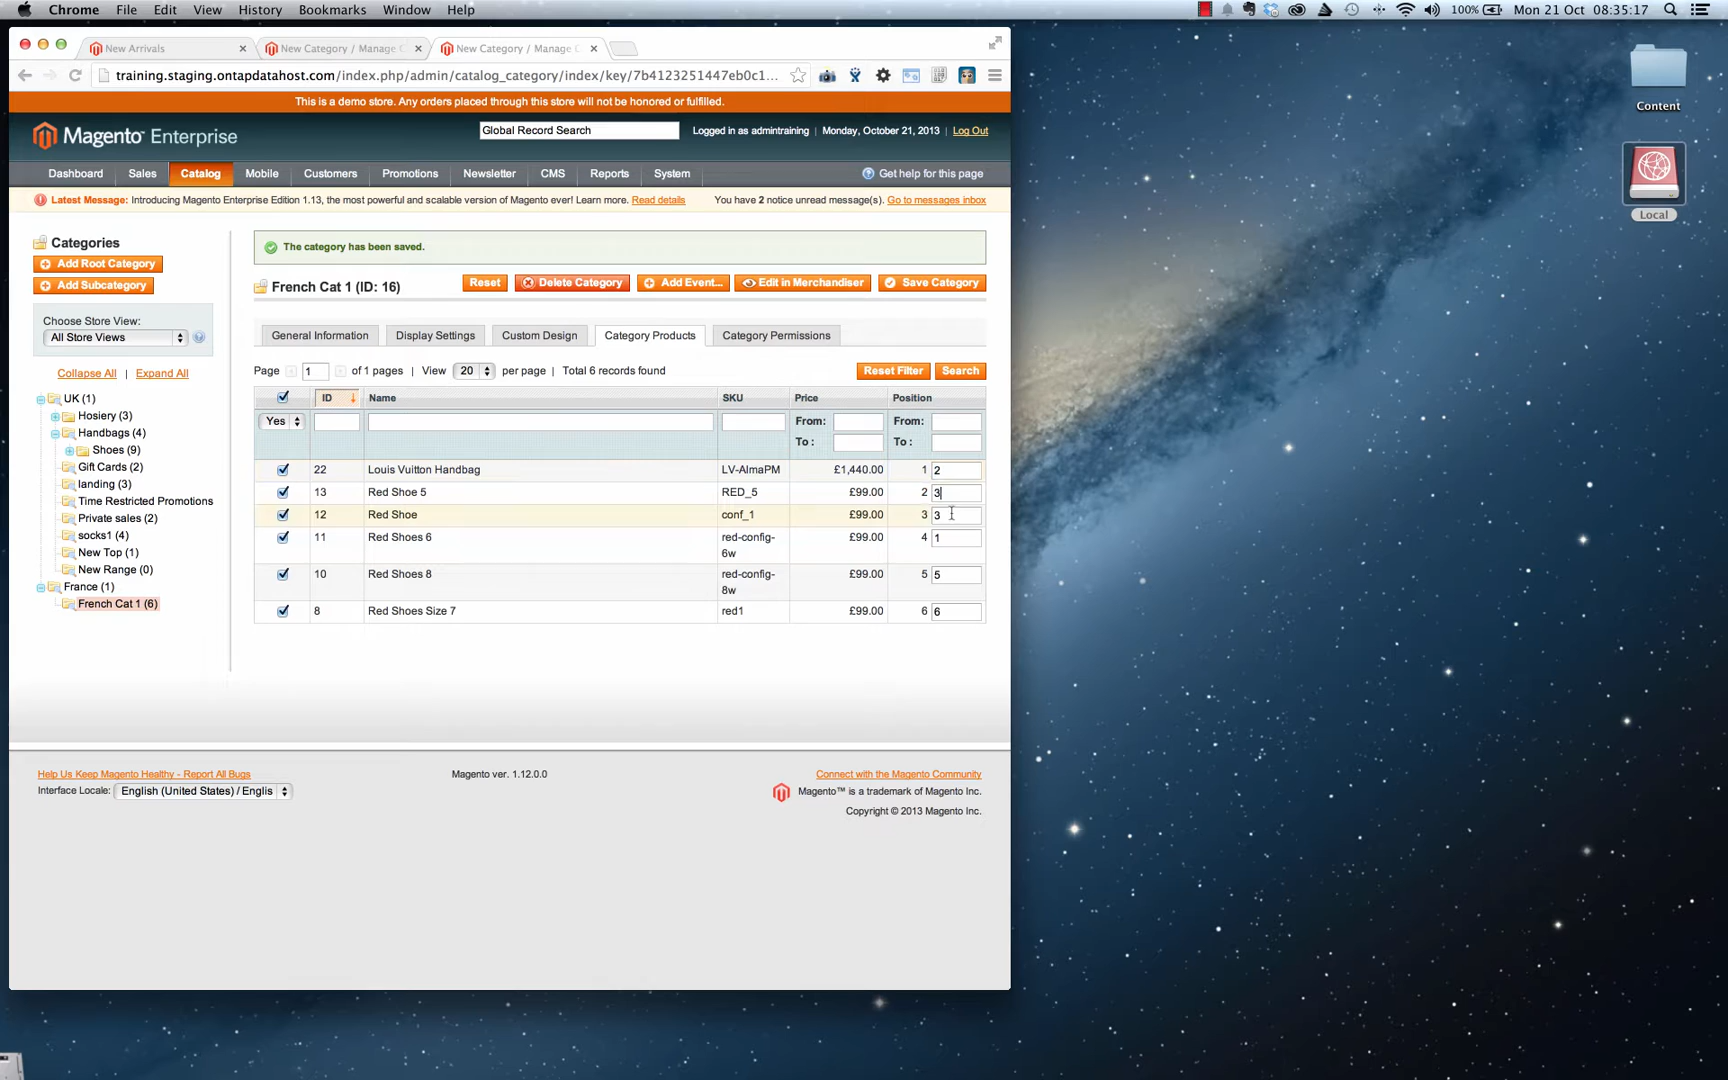 Chrome File Edit View History Bookmarks Window Help 100% Mon 21 Oct 08:35:17
Content
Local
New Arrivals New Category / Manage C New Category / Manage C
training.staging.ontapdatahost.com/index.php/admin/catalog_category/index/key/7b4123251447eb0c1...
This is a demo store. Any orders placed through this store will not be honored or fulfilled.
Magento Enterprise Global Record Search Logged in as admintraining | Monday, October 21, 2013 | Log Out
Dashboard Sales Catalog Mobile Customers Promotions Newsletter CMS Reports System Get help for this page
Latest Message: Introducing Magento Enterprise Edition 1.13, the most powerful and scalable version of Magento ever! Learn more. Read details You have 2 notice unread message(s). Go to messages inbox
Categories
Add Root Category
Add Subcategory
Choose Store View:
All Store Views
Collapse All | Expand All
UK (1)
Hosiery (3)
Handbags (4)
Shoes (9)
Gift Cards (2)
landing (3)
Time Restricted Promotions
Private sales (2)
socks1 (4)
New Top (1)
New Range (0)
France (1)
French Cat 1 (6)
The category has been saved.
French Cat 1 (ID: 16) Reset Delete Category Add Event... Edit in Merchandiser Save Category
General Information Display Settings Custom Design Category Products Category Permissions
Page 1 of 1 pages | View 20 per page | Total 6 records found Reset Filter Search
ID Name SKU Price Position
Yes From: From:
To : To :
22 Louis Vuitton Handbag LV-AlmaPM £1,440.00 1 2
13 Red Shoe 5 RED_5 £99.00 2 3
12 Red Shoe conf_1 £99.00 3 3
11 Red Shoes 6 red-config-6w £99.00 4 1
10 Red Shoes 8 red-config-8w £99.00 5 5
8 Red Shoes Size 7 red1 £99.00 6 6
Help Us Keep Magento Healthy - Report All Bugs Magento ver. 1.12.0.0 Connect with the Magento Community
Interface Locale: English (United States) / Englis Magento™ is a trademark of Magento Inc.
Copyright © 2013 Magento Inc.